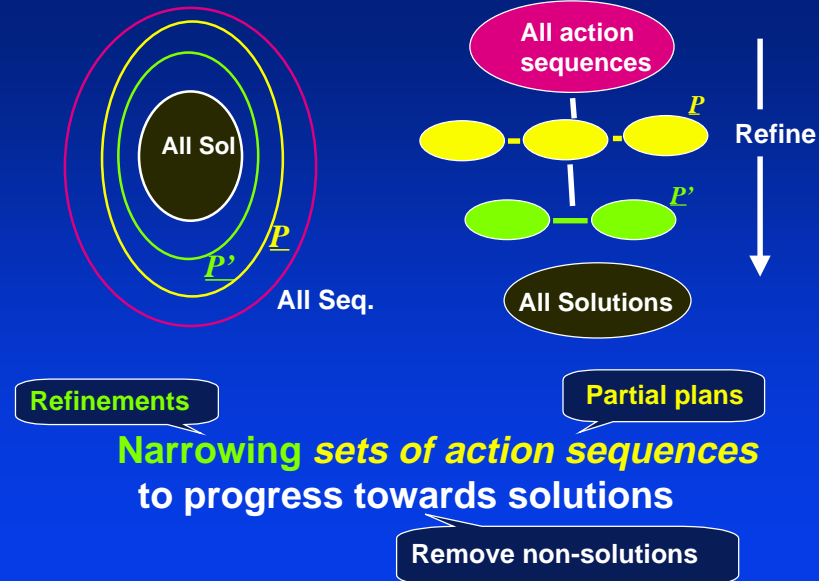 All Sol
P
P’
All Seq.
All action
sequences
P
Refine
P’
All Solutions
Refinements
Partial plans
Narrowing sets of action sequences
to progress towards solutions
Remove non-solutions